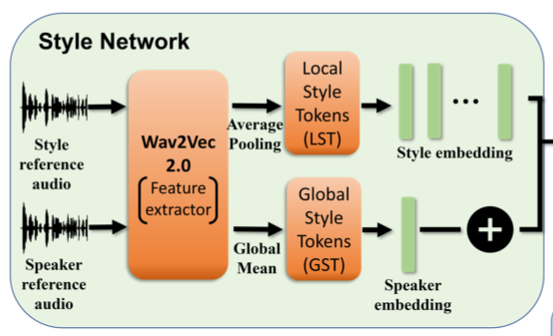 Style Network
Style
reference
audio
Wav2Vec
2.0
Feature
extractor
Average
Pooling
Local
Style
Tokens
(LST)
...
Style embedding
Speaker
reference
audio
Global
Mean
Global
Style
Tokens
(GST)
Speaker
embedding
+